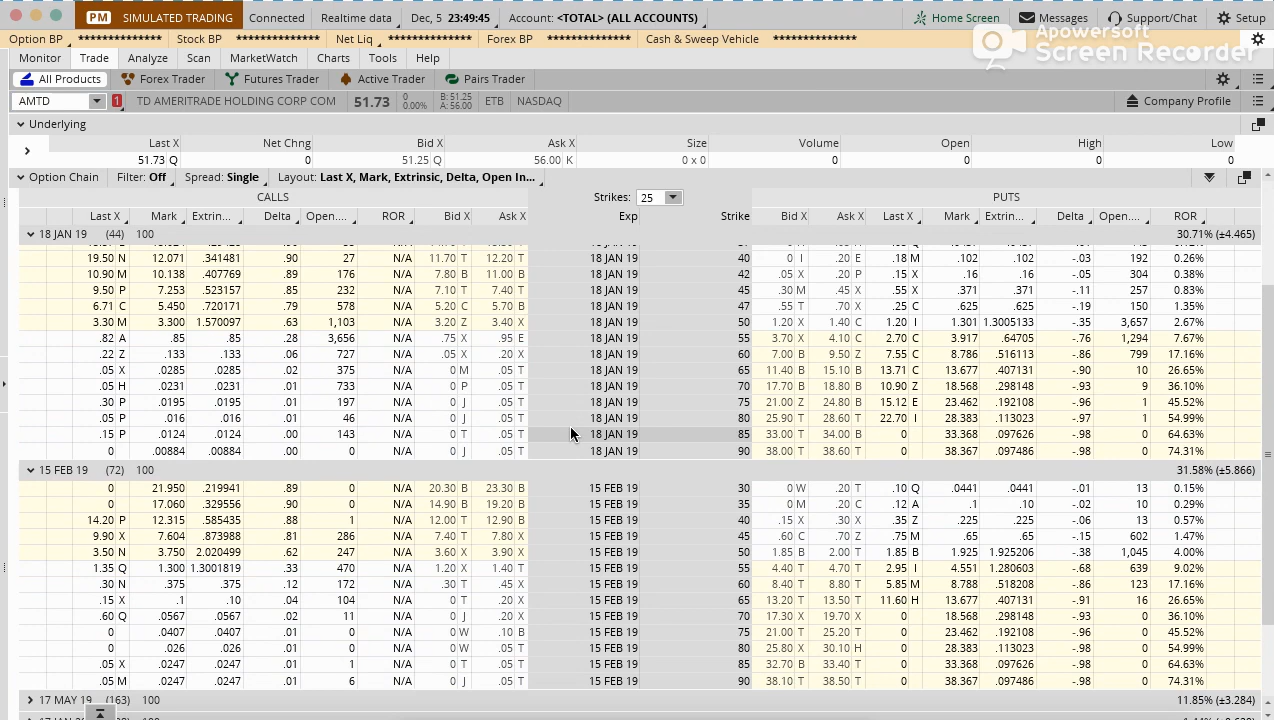 PM SIMULATED TRADING Connected Realtime data Dec, 5 23:49:45 Account: <TOTAL> (ALL ACCOUNTS) Home Screen Messages Support/Chat Setup
Option BP ************** Stock BP ************** Net Liq ************** Forex BP ************** Cash & Sweep Vehicle **************
Apowersoft
Screen Recorder
Monitor Trade Analyze Scan MarketWatch Charts Tools Help
All Products Forex Trader Futures Trader Active Trader Pairs Trader
AMTD 1 TD AMERITRADE HOLDING CORP COM 51.73 0 0.00% B: 51.25 A: 56.00 ETB NASDAQ Company Profile
Underlying
Last X Net Chng Bid X Ask X Size Volume Open High Low
51.73 Q 0 51.25 Q 56.00 K 0 x 0 0 0 0 0
Option Chain Filter: Off Spread: Single Layout: Last X, Mark, Extrinsic, Delta, Open In...
CALLS Strikes: 25 PUTS
Last X Mark Extrin... Delta Open.... ROR Bid X Ask X Exp Strike Bid X Ask X Last X Mark Extrin... Delta Open.... ROR
18 JAN 19 (44) 100 30.71% (±4.465)
19.50 N 12.071 .341481 .90 27 N/A 11.70 T 12.20 T 18 JAN 19 40 0 I .20 E .18 M .102 .102 -.03 192 0.26%
10.90 M 10.138 .407769 .89 176 N/A 7.80 B 11.00 B 18 JAN 19 42 .05 X .20 P .15 X .16 .16 -.05 304 0.38%
9.50 P 7.253 .523157 .85 232 N/A 7.10 T 7.40 T 18 JAN 19 45 .30 M .45 X .55 X .371 .371 -.11 257 0.83%
6.71 C 5.450 .720171 .79 578 N/A 5.20 C 5.70 B 18 JAN 19 47 .55 T .70 X .25 C .625 .625 -.19 150 1.35%
3.30 M 3.300 1.570097 .63 1,103 N/A 3.20 Z 3.40 X 18 JAN 19 50 1.20 X 1.40 C 1.20 I 1.301 1.3005133 -.35 3,657 2.67%
.82 A .85 .85 .28 3,656 N/A .75 X .95 E 18 JAN 19 55 3.70 X 4.10 C 2.70 C 3.917 .64705 -.76 1,294 7.67%
.22 Z .133 .133 .06 727 N/A .05 X .20 X 18 JAN 19 60 7.00 B 9.50 Z 7.55 C 8.786 .516113 -.86 799 17.16%
.05 X .0285 .0285 .02 375 N/A 0 M .05 T 18 JAN 19 65 11.40 B 15.10 B 13.71 C 13.677 .407131 -.90 10 26.65%
.05 H .0231 .0231 .01 733 N/A 0 P .05 T 18 JAN 19 70 17.70 B 18.80 B 10.90 Z 18.568 .298148 -.93 9 36.10%
.30 P .0195 .0195 .01 197 N/A 0 J .05 T 18 JAN 19 75 21.00 Z 24.80 B 15.12 E 23.462 .192108 -.96 1 45.52%
.05 P .016 .016 .01 46 N/A 0 J .05 T 18 JAN 19 80 25.90 T 28.60 T 22.70 I 28.383 .113023 -.97 1 54.99%
.15 P .0124 .0124 .00 143 N/A 0 T .05 T 18 JAN 19 85 33.00 T 34.00 B 0 33.368 .097626 -.98 0 64.63%
0 .00884 .00884 .00 0 N/A 0 J .05 T 18 JAN 19 90 38.00 T 38.60 T 0 38.367 .097486 -.98 0 74.31%
15 FEB 19 (72) 100 31.58% (±5.866)
0 21.950 .219941 .89 0 N/A 20.30 B 23.30 B 15 FEB 19 30 0 W .20 T .10 Q .0441 .0441 -.01 13 0.15%
0 17.060 .329556 .90 0 N/A 14.90 B 19.20 B 15 FEB 19 35 0 M .20 C .12 A .1 .10 -.02 10 0.29%
14.20 P 12.315 .585435 .88 1 N/A 12.00 T 12.90 B 15 FEB 19 40 .15 X .30 X .35 Z .225 .225 -.06 13 0.57%
9.90 X 7.604 .873988 .81 286 N/A 7.40 T 7.80 X 15 FEB 19 45 .60 C .70 Z .75 M .65 .65 -.15 602 1.47%
3.50 N 3.750 2.020499 .62 247 N/A 3.60 X 3.90 X 15 FEB 19 50 1.85 B 2.00 T 1.85 B 1.925 1.925206 -.38 1,045 4.00%
1.35 Q 1.300 1.3001819 .33 470 N/A 1.20 X 1.40 T 15 FEB 19 55 4.40 T 4.70 T 2.95 I 4.551 1.280603 -.68 639 9.02%
.30 N .375 .375 .12 172 N/A .30 T .45 X 15 FEB 19 60 8.40 T 8.80 T 5.85 M 8.788 .518208 -.86 123 17.16%
.15 X .1 .10 .04 104 N/A 0 T .20 X 15 FEB 19 65 13.20 T 13.50 T 11.60 H 13.677 .407131 -.91 16 26.65%
.60 Q .0567 .0567 .02 11 N/A 0 J .20 X 15 FEB 19 70 17.30 X 19.70 X 0 18.568 .298148 -.93 0 36.10%
0 .0407 .0407 .01 0 N/A 0 W .10 B 15 FEB 19 75 21.00 T 25.20 T 0 23.462 .192108 -.96 0 45.52%
0 .026 .026 .01 0 N/A 0 W .05 T 15 FEB 19 80 25.80 X 30.10 H 0 28.383 .113023 -.98 0 54.99%
.05 X .0247 .0247 .01 1 N/A 0 T .05 T 15 FEB 19 85 32.70 B 33.40 T 0 33.368 .097626 -.98 0 64.63%
.05 M .0247 .0247 .01 6 N/A 0 J .05 T 15 FEB 19 90 38.10 T 38.50 T 0 38.367 .097486 -.98 0 74.31%
17 MAY 19 (163) 100 11.85% (±3.284)